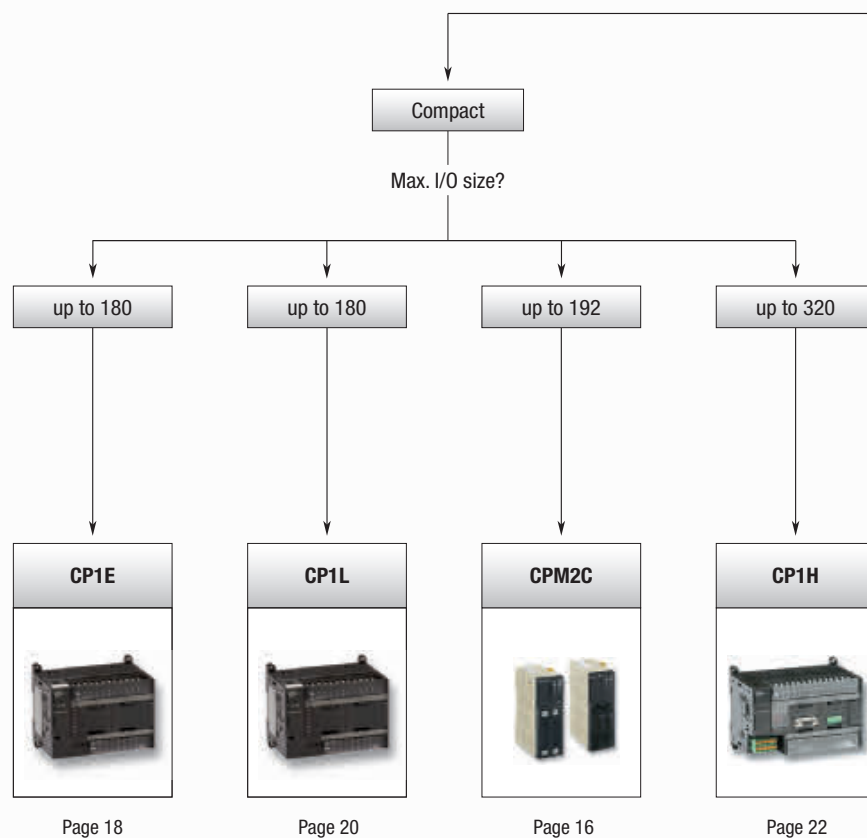 Compact
Max. I/O size?
up to 180
up to 180
up to 192
up to 320
CP1E
CP1L
CPM2C
CP1H
Page 18
Page 20
Page 16
Page 22